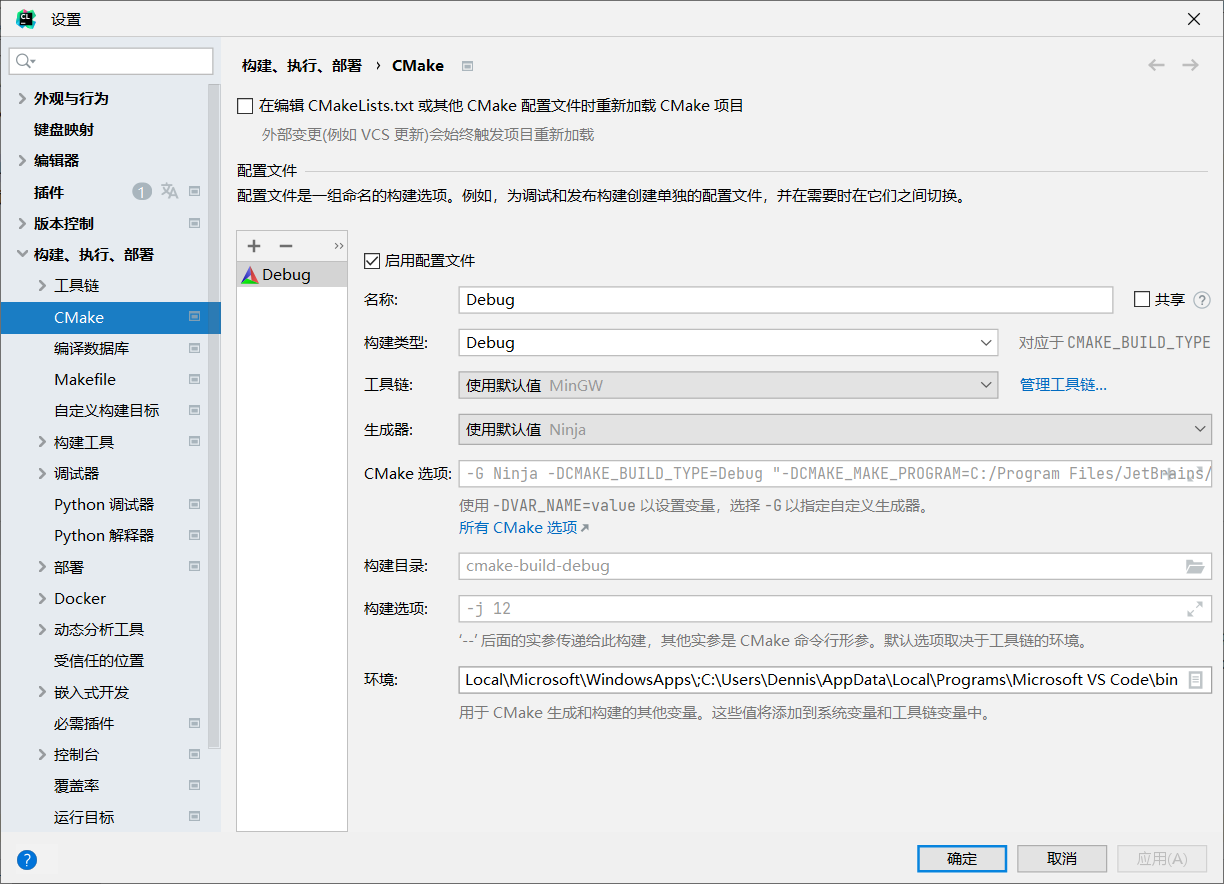 设置
构建、执行、部署 › CMake
外观与行为
键盘映射
编辑器
插件 1
版本控制
构建、执行、部署
工具链
CMake
编译数据库
Makefile
自定义构建目标
构建工具
调试器
Python 调试器
Python 解释器
部署
Docker
动态分析工具
受信任的位置
嵌入式开发
必需插件
控制台
覆盖率
运行目标
在编辑 CMakeLists.txt 或其他 CMake 配置文件时重新加载 CMake 项目
外部变更(例如 VCS 更新)会始终触发项目重新加载
配置文件
配置文件是一组命名的构建选项。例如，为调试和发布构建创建单独的配置文件，并在需要时在它们之间切换。
Debug
启用配置文件
名称: Debug 共享 ?
构建类型: Debug 对应于 CMAKE_BUILD_TYPE
工具链: 使用默认值 MinGW 管理工具链...
生成器: 使用默认值 Ninja
CMake 选项: -G Ninja -DCMAKE_BUILD_TYPE=Debug "-DCMAKE_MAKE_PROGRAM=C:/Program Files/JetBrains/
使用 -DVAR_NAME=value 以设置变量，选择 -G 以指定自定义生成器。
所有 CMake 选项↗
构建目录: cmake-build-debug
构建选项: -j 12
'--' 后面的实参传递给此构建，其他实参是 CMake 命令行形参。默认选项取决于工具链的环境。
环境: Local\Microsoft\WindowsApps\;C:\Users\Dennis\AppData\Local\Programs\Microsoft VS Code\bin
用于 CMake 生成和构建的其他变量。这些值将添加到系统变量和工具链变量中。
? 确定 取消 应用(A)